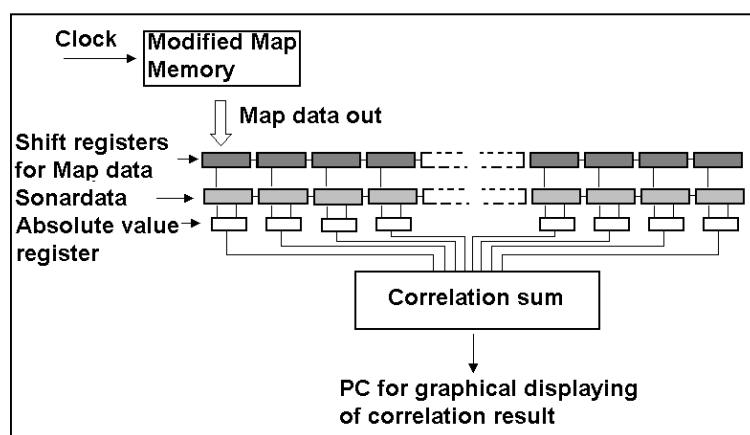 Clock
Modified Map
Memory
Map data out
Shift registers
for Map data
Sonardata
Absolute value
register
Correlation sum
PC for graphical displaying
of correlation result